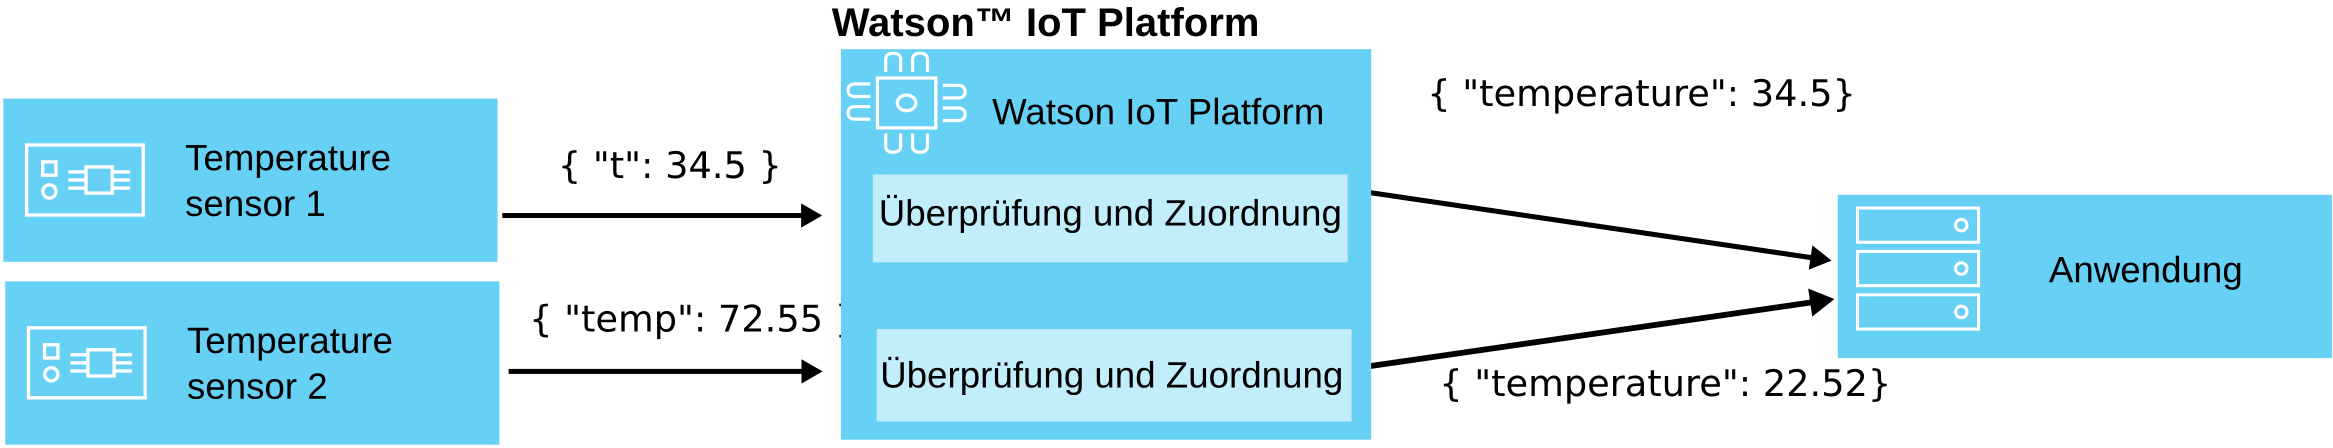 Watson™ IoT Platform
Watson IoT Platform
{ "temperature": 34.5}
Temperature
sensor 1
{ "t": 34.5 }
Überprüfung und Zuordnung
Anwendung
Temperature
sensor 2
{ "temp": 72.55 }
Überprüfung und Zuordnung
{ "temperature": 22.52}